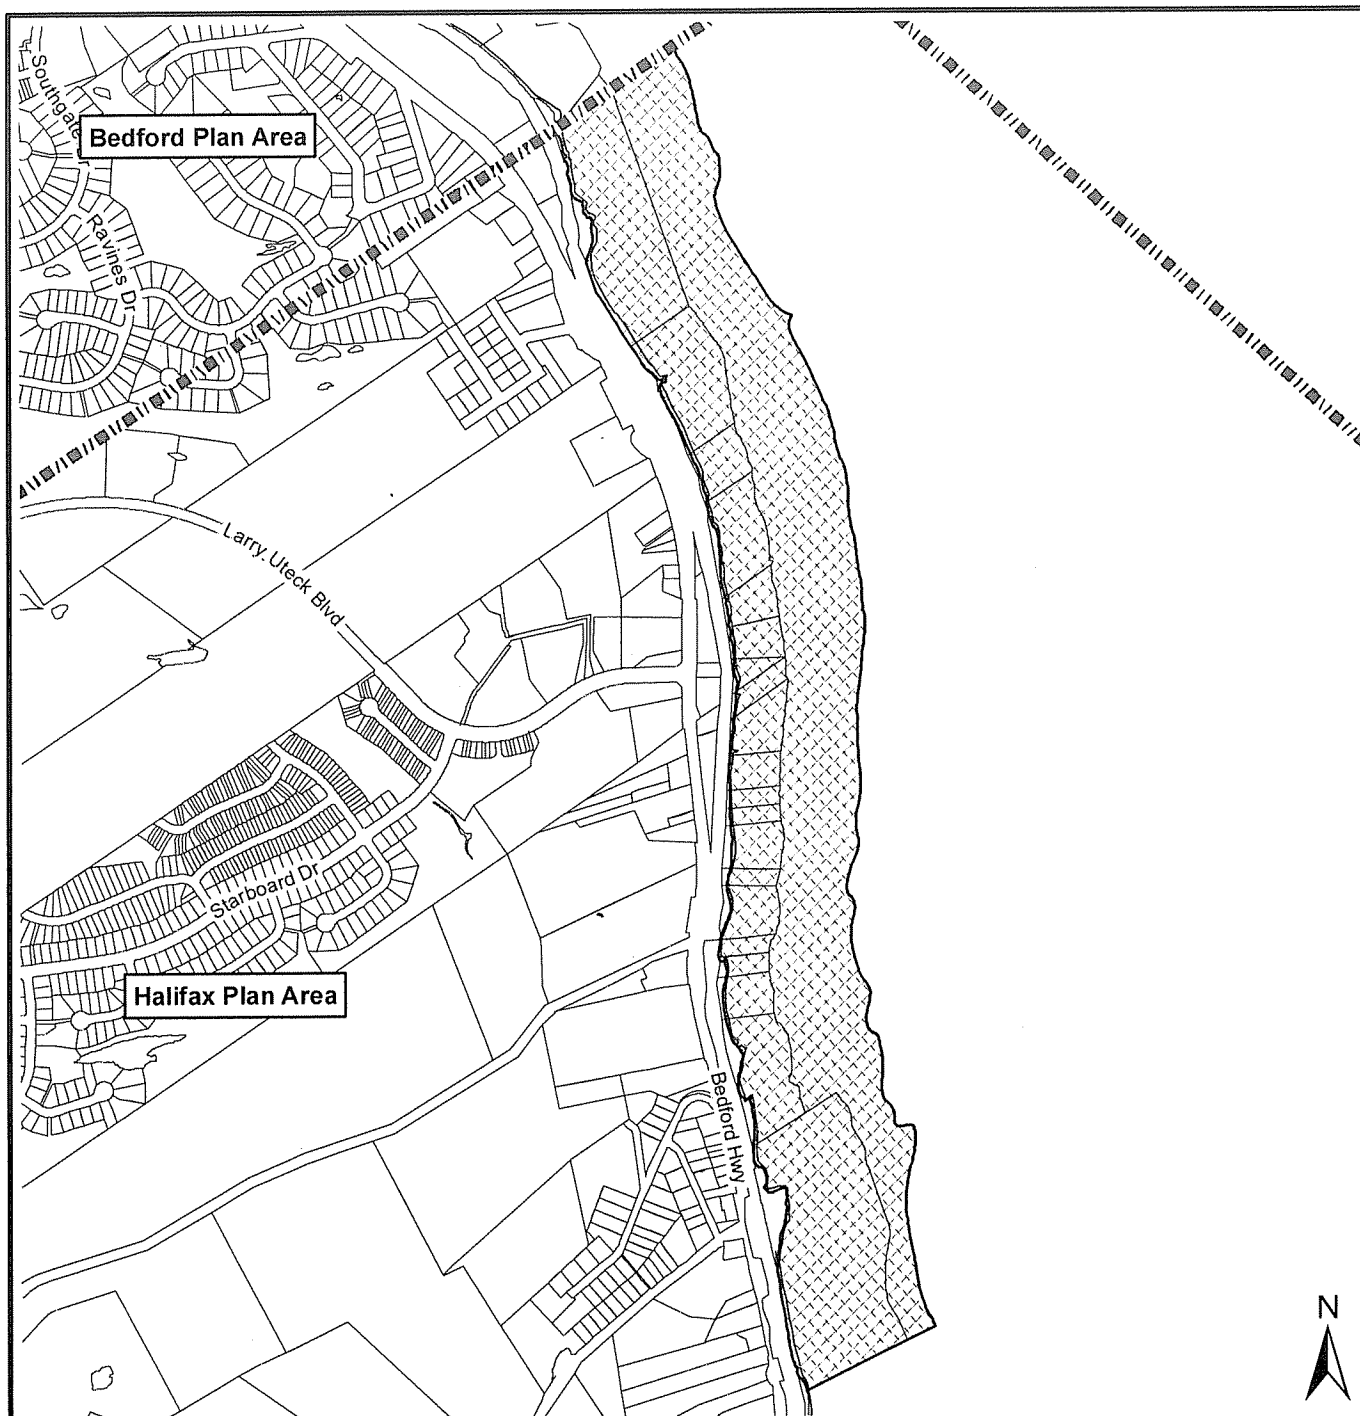 Southgate
Bedford Plan Area
Ravines Dr
Larry Uteck Blvd
Starboard Dr
Halifax Plan Area
Bedford Hwy
N